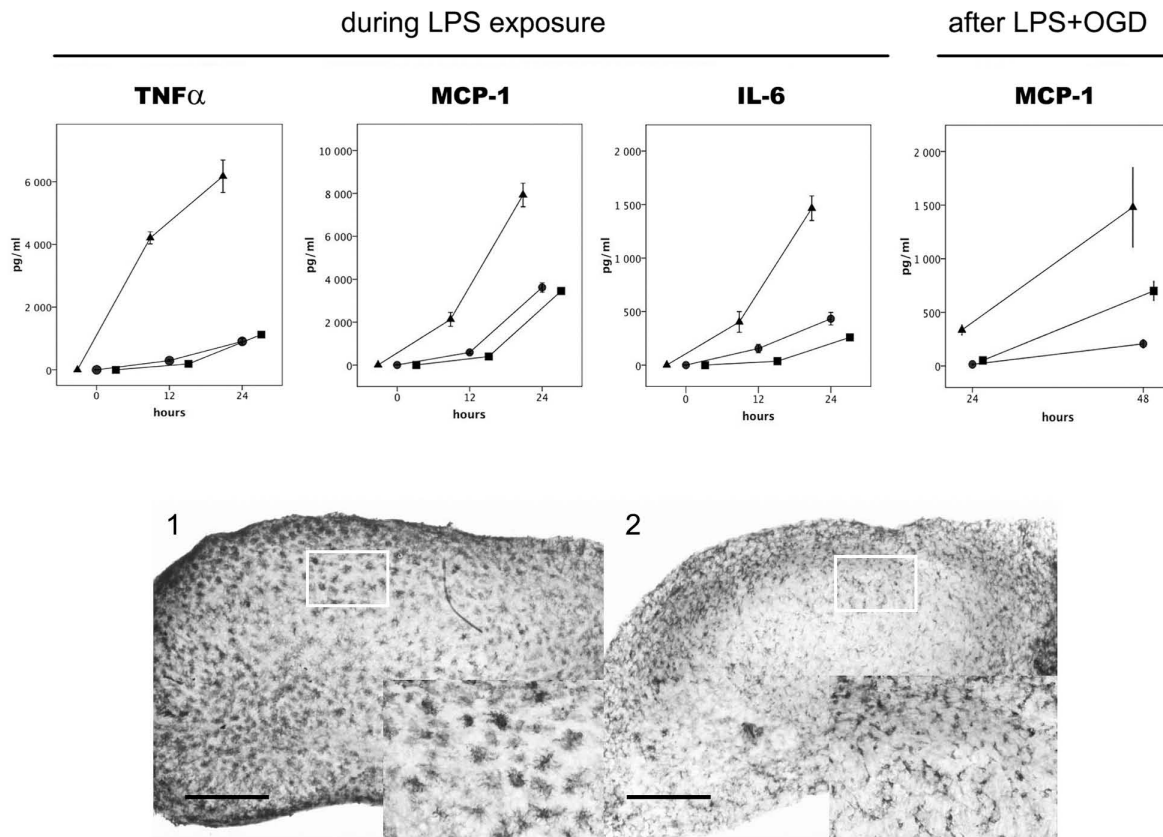 during LPS exposure after LPS+OGD
TNFα MCP-1 IL-6 MCP-1
pg/ml
6 000
4 000
2 000
0
0 12 24
hours
pg/ml
10 000
8 000
6 000
4 000
2 000
0
0 12 24
hours
pg/ml
2 000
1 500
1 000
500
0
0 12 24
hours
pg/ml
2 000
1 500
1 000
500
0
24 48
hours
1 2